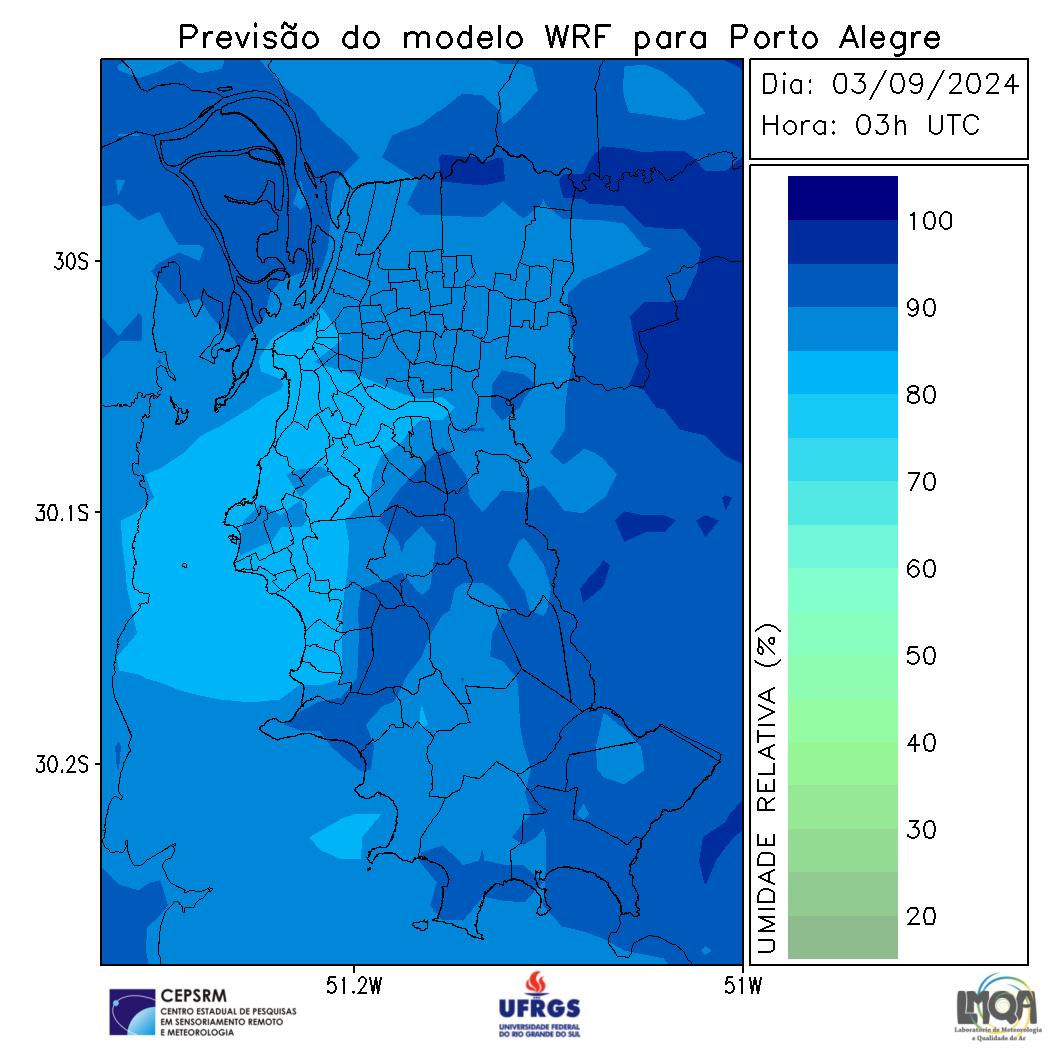 Previsão do modelo WRF para Porto Alegre
Dia: 03/09/2024
Hora: 03h UTC
100
90
80
70
60
50
40
30
20
UMIDADE RELATIVA (%)
30S
30.1S
30.2S
51.2W
51W
CEPSRM
CENTRO ESTADUAL DE PESQUISAS
EM SENSORIAMENTO REMOTO
E METEOROLOGIA
UFRGS
UNIVERSIDADE FEDERAL
DO RIO GRANDE DO SUL
LMQA
Laboratório de Meteorologia
e Qualidade do Ar